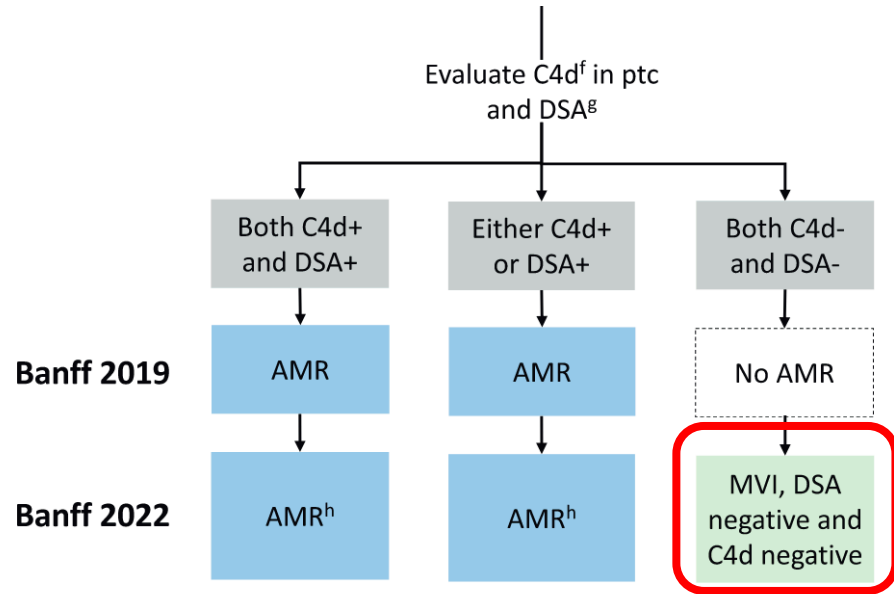 Evaluate C4dᶠ in ptc
and DSAᵍ
Both C4d+
and DSA+
Either C4d+
or DSA+
Both C4d-
and DSA-
Banff 2019
AMR
AMR
No AMR
Banff 2022
AMRʰ
AMRʰ
MVI, DSA
negative and
C4d negative